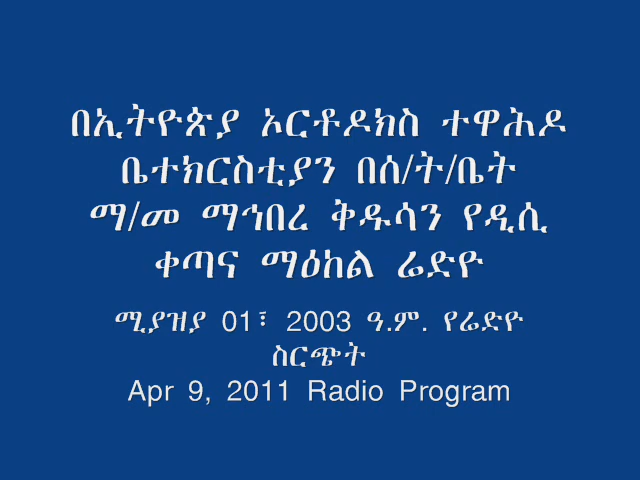 በኢትዮጵያ ኦርቶዶክስ ተዋሕዶ
ቤተክርስቲያን በሰ/ት/ቤት
ማ/መ ማኅበረ ቅዱሳን የዲሲ
ቀጣና ማዕከል ሬድዮ
ሚያዝያ 01፣ 2003 ዓ.ም. የሬድዮ
ስርጭት
Apr 9, 2011 Radio Program